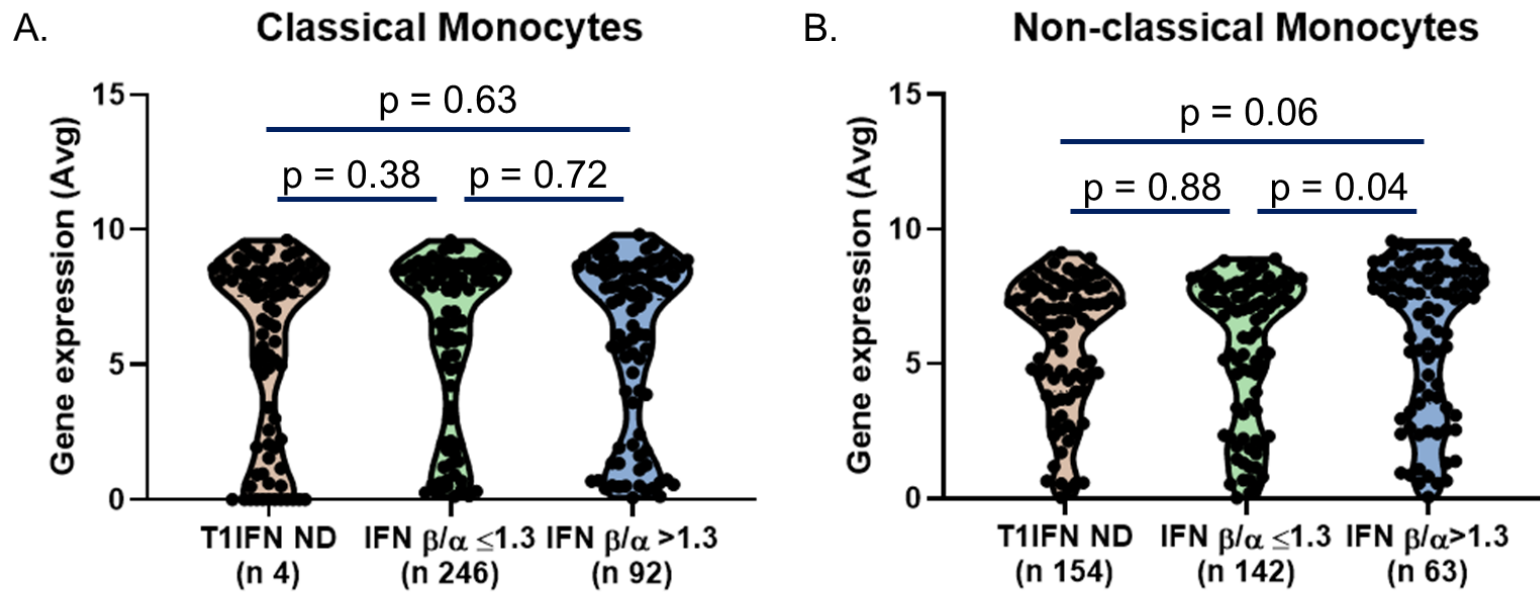 A.
Classical Monocytes
Gene expression (Avg)
15
10
5
0
p = 0.63
p = 0.38
p = 0.72
T1IFN ND
(n 4)
IFN β/α ≤1.3
(n 246)
IFN β/α >1.3
(n 92)
B.
Non-classical Monocytes
Gene expression (Avg)
15
10
5
0
p = 0.06
p = 0.88
p = 0.04
T1IFN ND
(n 154)
IFN β/α ≤1.3
(n 142)
IFN β/α>1.3
(n 63)